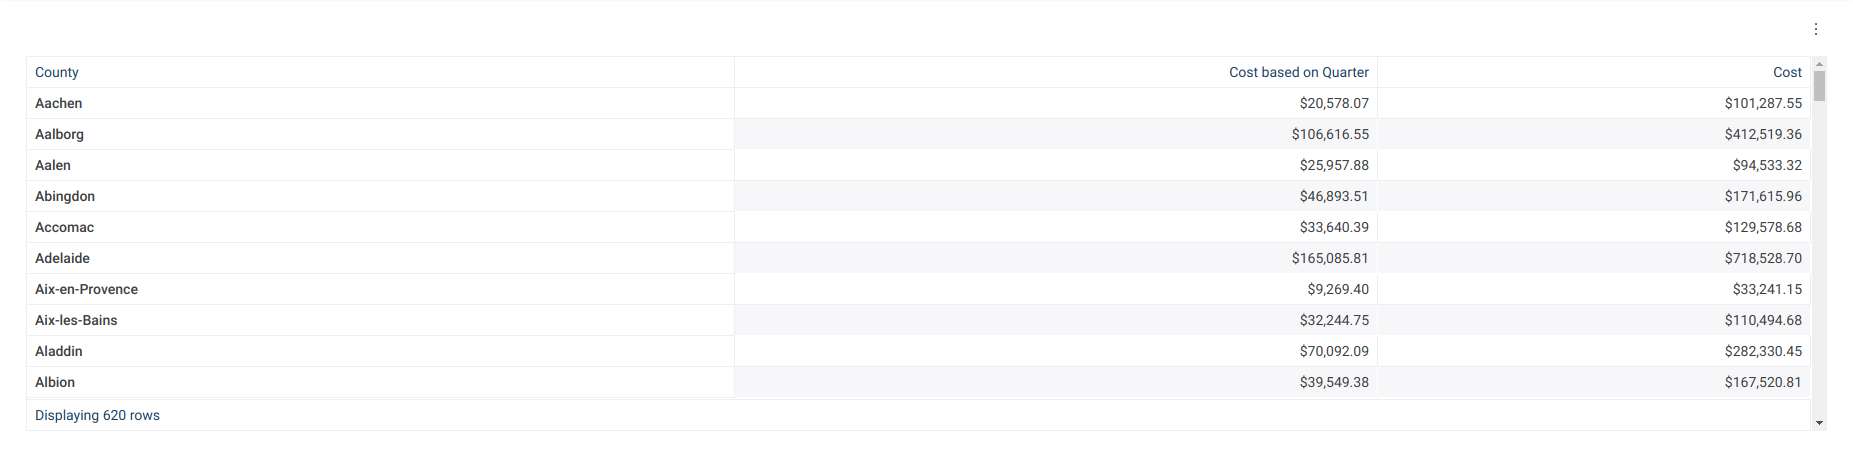 County Cost based on Quarter Cost
Aachen $20,578.07 $101,287.55
Aalborg $106,616.55 $412,519.36
Aalen $25,957.88 $94,533.32
Abingdon $46,893.51 $171,615.96
Accomac $33,640.39 $129,578.68
Adelaide $165,085.81 $718,528.70
Aix-en-Provence $9,269.40 $33,241.15
Aix-les-Bains $32,244.75 $110,494.68
Aladdin $70,092.09 $282,330.45
Albion $39,549.38 $167,520.81
Displaying 620 rows